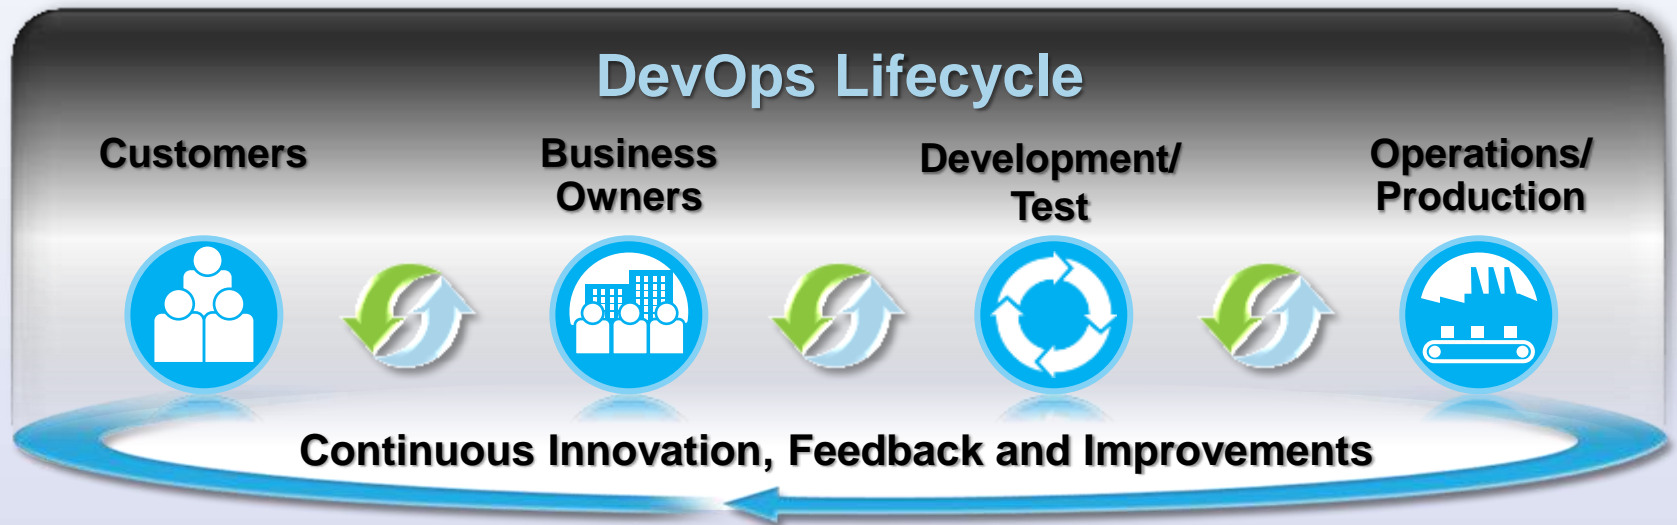 DevOps Lifecycle
Customers
Business
Owners
Development/
Test
Operations/
Production
Continuous Innovation, Feedback and Improvements